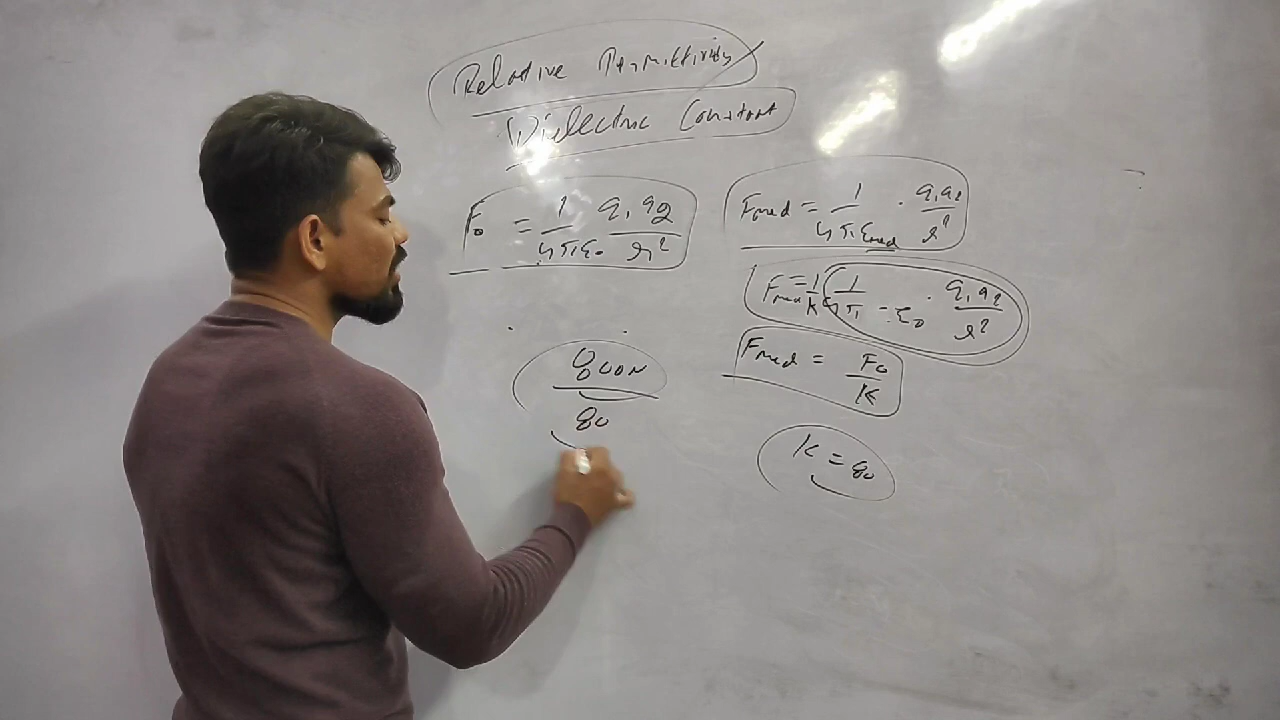 Relative Permittivity
Dielectric Constant
F₀ = 1/4πε₀ q₁q₂/r²
Fmed = 1/4πεmed · q₁q₂/r²
Fmed = 1/K 1/4π ε₀ · q₁q₂/r²
Fmed = F₀/K
800N/80
K = 80